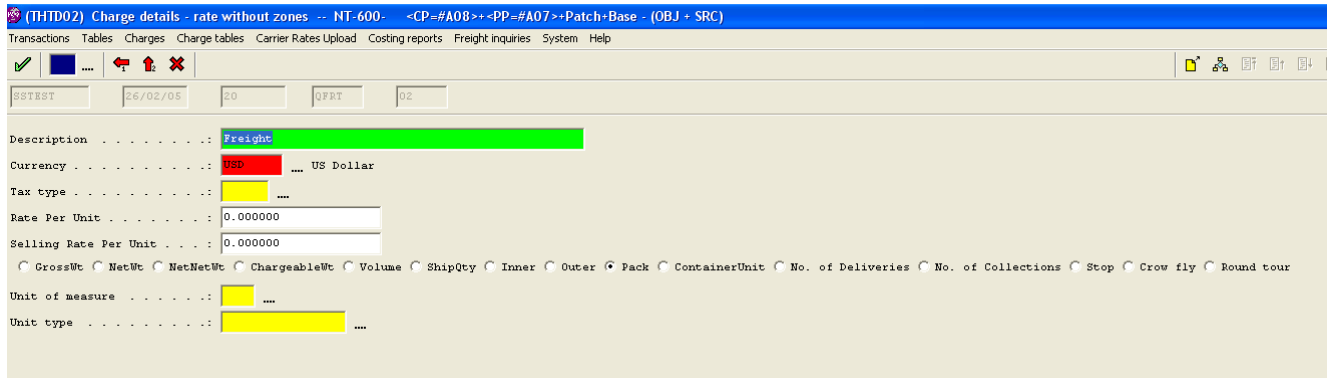 (THTD02) Charge details - rate without zones -- NT-600- <CP=#A08>+<PP=#A07>+Patch+Base - (OBJ + SRC)
Transactions Tables Charges Charge tables Carrier Rates Upload Costing reports Freight inquiries System Help
....
SSTEST 26/02/05 20 QFRT 02
Description . . . . . . . . .: Freight
Currency . . . . . . . . . . .: USD .... US Dollar
Tax type . . . . . . . . . . .: ....
Rate Per Unit . . . . . . . : 0.000000
Selling Rate Per Unit . . . : 0.000000
GrossWt NetWt NetNetWt ChargeableWt Volume ShipQty Inner Outer Pack ContainerUnit No. of Deliveries No. of Collections Stop Crow fly Round tour
Unit of measure . . . . . .: ....
Unit type . . . . . . . . .: ....